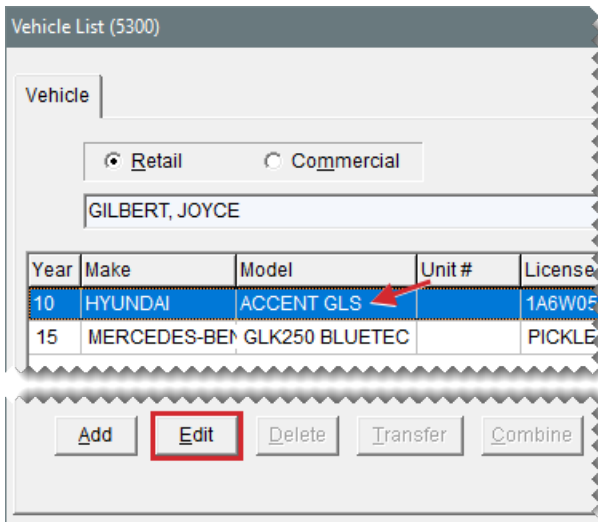 Vehicle List (5300)
Vehicle
Retail Commercial
GILBERT, JOYCE
Year Make Model Unit # License
10 HYUNDAI ACCENT GLS 1A6W05
15 MERCEDES-BEN GLK250 BLUETEC PICKLE
Add Edit Delete Transfer Combine